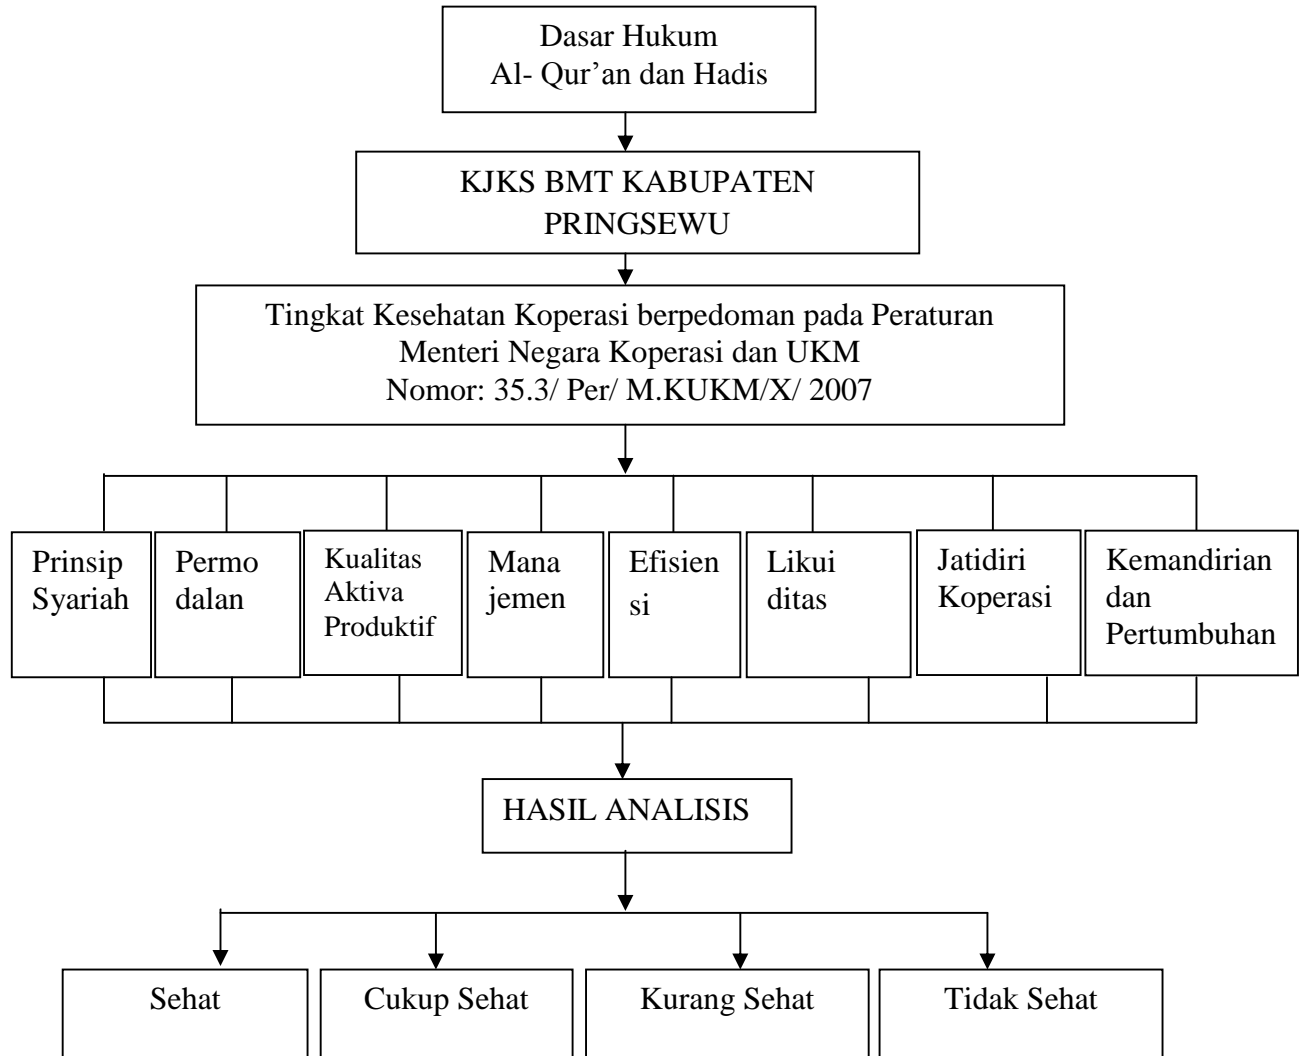 Dasar Hukum
Al- Qur’an dan Hadis
KJKS BMT KABUPATEN
PRINGSEWU
Tingkat Kesehatan Koperasi berpedoman pada Peraturan
Menteri Negara Koperasi dan UKM
Nomor: 35.3/ Per/ M.KUKM/X/ 2007
Prinsip
Syariah
Permo
dalan
Kualitas
Aktiva
Produktif
Mana
jemen
Efisien
si
Likui
ditas
Jatidiri
Koperasi
Kemandirian
dan
Pertumbuhan
HASIL ANALISIS
Sehat
Cukup Sehat
Kurang Sehat
Tidak Sehat